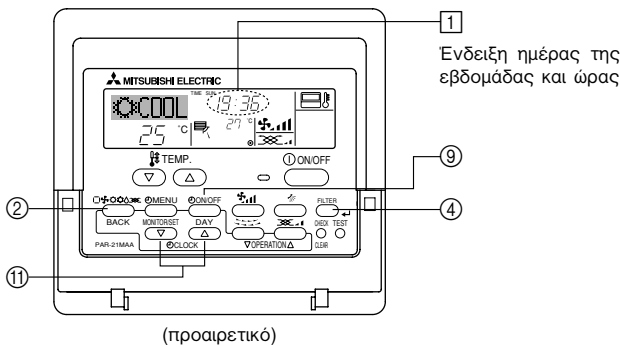 1
Ένδειξη ημέρας της
εβδομάδας και ώρας
MITSUBISHI ELECTRIC
TIME SUN
COOL
19:36
25 °C
27 °C
TEMP.
ON/OFF
9
2
4
MENU
ON/OFF
FILTER
BACK
MONITOR/SET
DAY
CHECK TEST
PAR-21MAA
CLOCK
▽OPERATION△
CLEAR
11
(προαιρετικό)